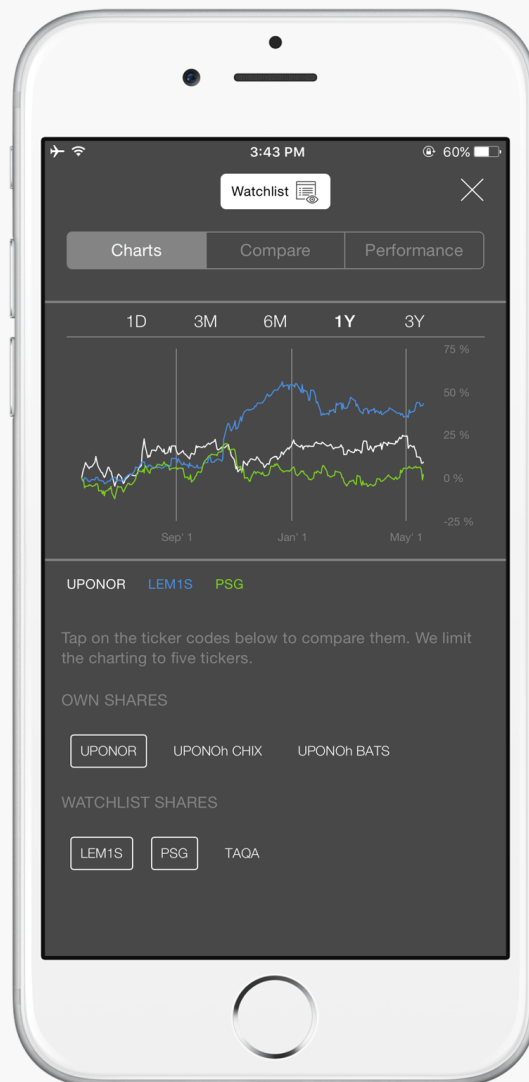 3:43 PM
60%
Watchlist
Charts Compare Performance
1D 3M 6M 1Y 3Y
75 %
50 %
25 %
0 %
-25 %
Sep' 1 Jan' 1 May' 1
UPONOR LEM1S PSG
Tap on the ticker codes below to compare them. We limit
the charting to five tickers.
OWN SHARES
UPONOR UPONOh CHIX UPONOh BATS
WATCHLIST SHARES
LEM1S PSG TAQA